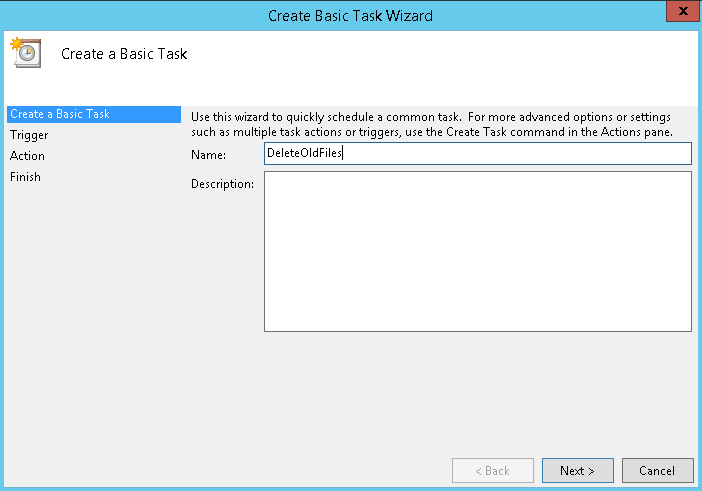 Create Basic Task Wizard
x
Create a Basic Task
Create a Basic Task
Trigger
Action
Finish
Use this wizard to quickly schedule a common task. For more advanced options or settings
such as multiple task actions or triggers, use the Create Task command in the Actions pane.
Name:
DeleteOldFiles
Description:
< Back
Next >
Cancel